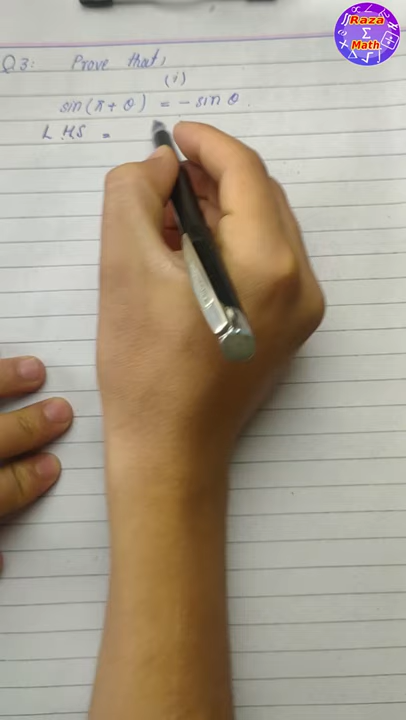 Raza
Math
Q3: Prove that,
(i)
sin(π+θ) = -sin θ.
L.H.S =